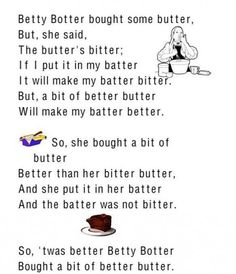 Betty Botter bought some butter,
But, she said,
The butter's bitter;
If I put it in my batter
It will make my batter bitter.
But, a bit of better butter
Will make my batter better.
So, she bought a bit of
butter
Better than her bitter butter,
And she put it in her batter
And the batter was not bitter.
So, 'twas better Betty Botter
Bought a bit of better butter.